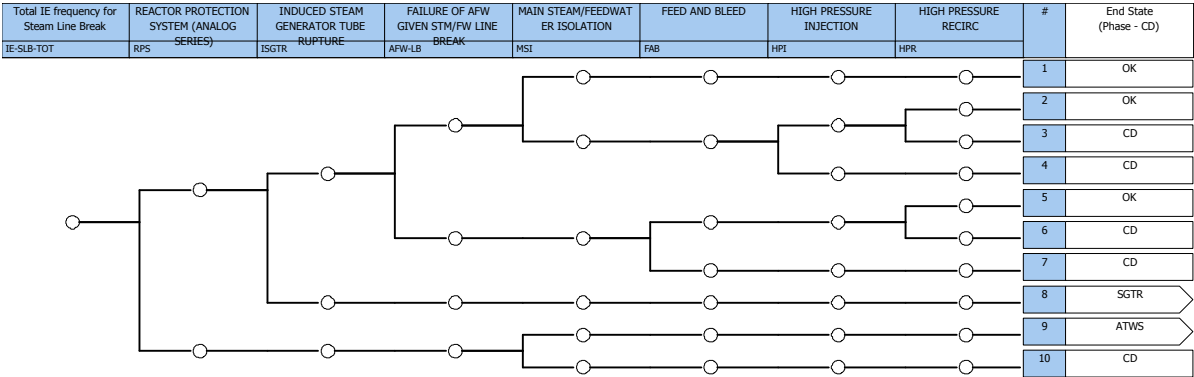 Total IE frequency for
Steam Line Break
IE-SLB-TOT
REACTOR PROTECTION
SYSTEM (ANALOG
SERIES)
RPS
INDUCED STEAM
GENERATOR TUBE
RUPTURE
ISGTR
FAILURE OF AFW
GIVEN STM/FW LINE
BREAK
AFW-LB
MAIN STEAM/FEEDWAT
ER ISOLATION
MSI
FEED AND BLEED
FAB
HIGH PRESSURE
INJECTION
HPI
HIGH PRESSURE
RECIRC
HPR
#
End State
(Phase - CD)
1 OK
2 OK
3 CD
4 CD
5 OK
6 CD
7 CD
8 SGTR
9 ATWS
10 CD